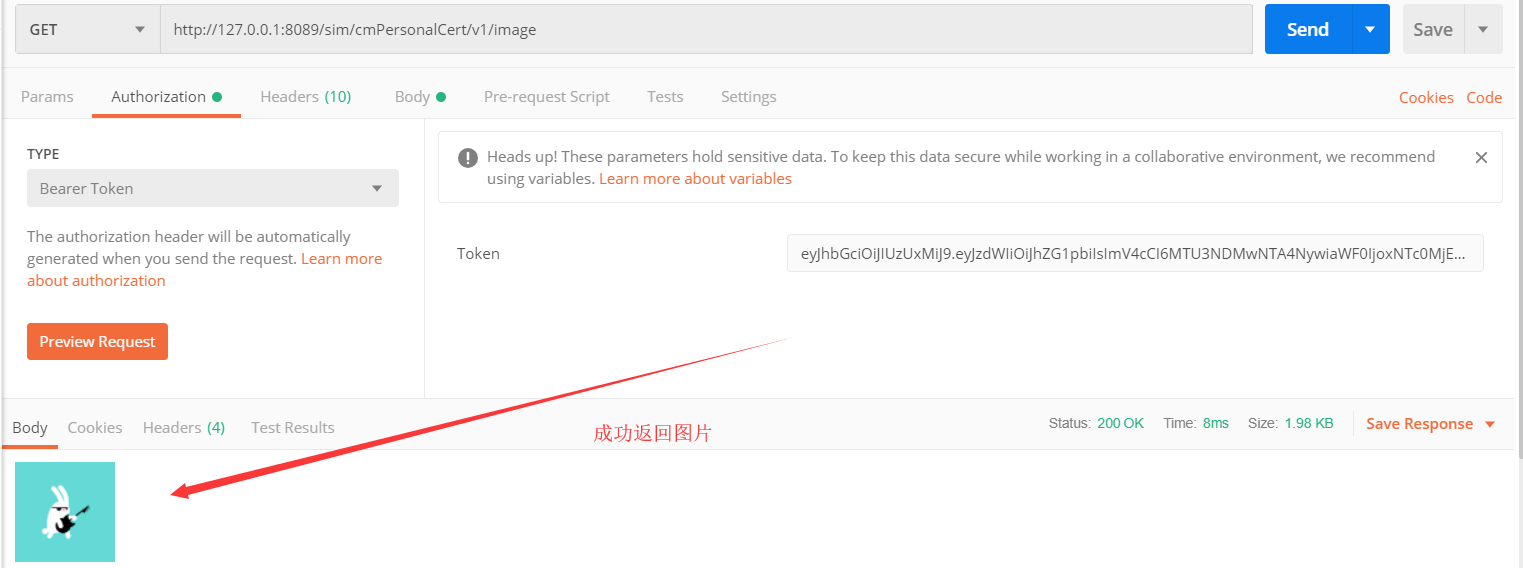 GET
http://127.0.0.1:8089/sim/cmPersonalCert/v1/image
Send
Save
Params
Authorization
Headers (10)
Body
Pre-request Script
Tests
Settings
Cookies
Code
TYPE
Bearer Token
The authorization header will be automatically
generated when you send the request. Learn more
about authorization
Preview Request
Heads up! These parameters hold sensitive data. To keep this data secure while working in a collaborative environment, we recommend
using variables. Learn more about variables
Token
eyJhbGciOiJIUzUxMiJ9.eyJzdWIiOiJhZG1pbiIsImV4cCI6MTU3NDMwNTA4NywiaWF0IjoxNTc0MjE...
Body
Cookies
Headers (4)
Test Results
成功返回图片
Status: 200 OK
Time: 8ms
Size: 1.98 KB
Save Response